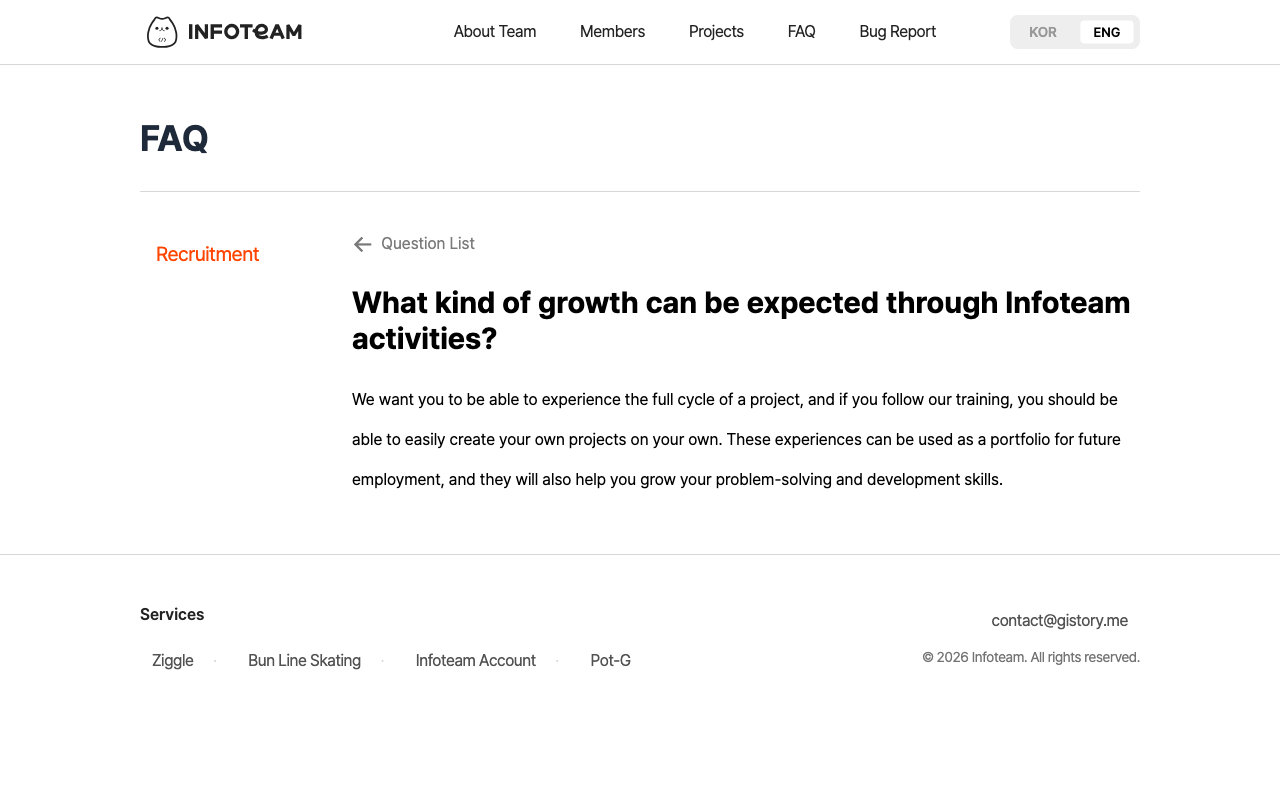 INFOTEAM
About Team
Members
Projects
FAQ
Bug Report
KOR
ENG
FAQ
Recruitment
Question List
What kind of growth can be expected through Infoteam
activities?
We want you to be able to experience the full cycle of a project, and if you follow our training, you should be
able to easily create your own projects on your own. These experiences can be used as a portfolio for future
employment, and they will also help you grow your problem-solving and development skills.
Services
contact@gistory.me
Ziggle · Bun Line Skating · Infoteam Account · Pot-G
© 2026 Infoteam. All rights reserved.